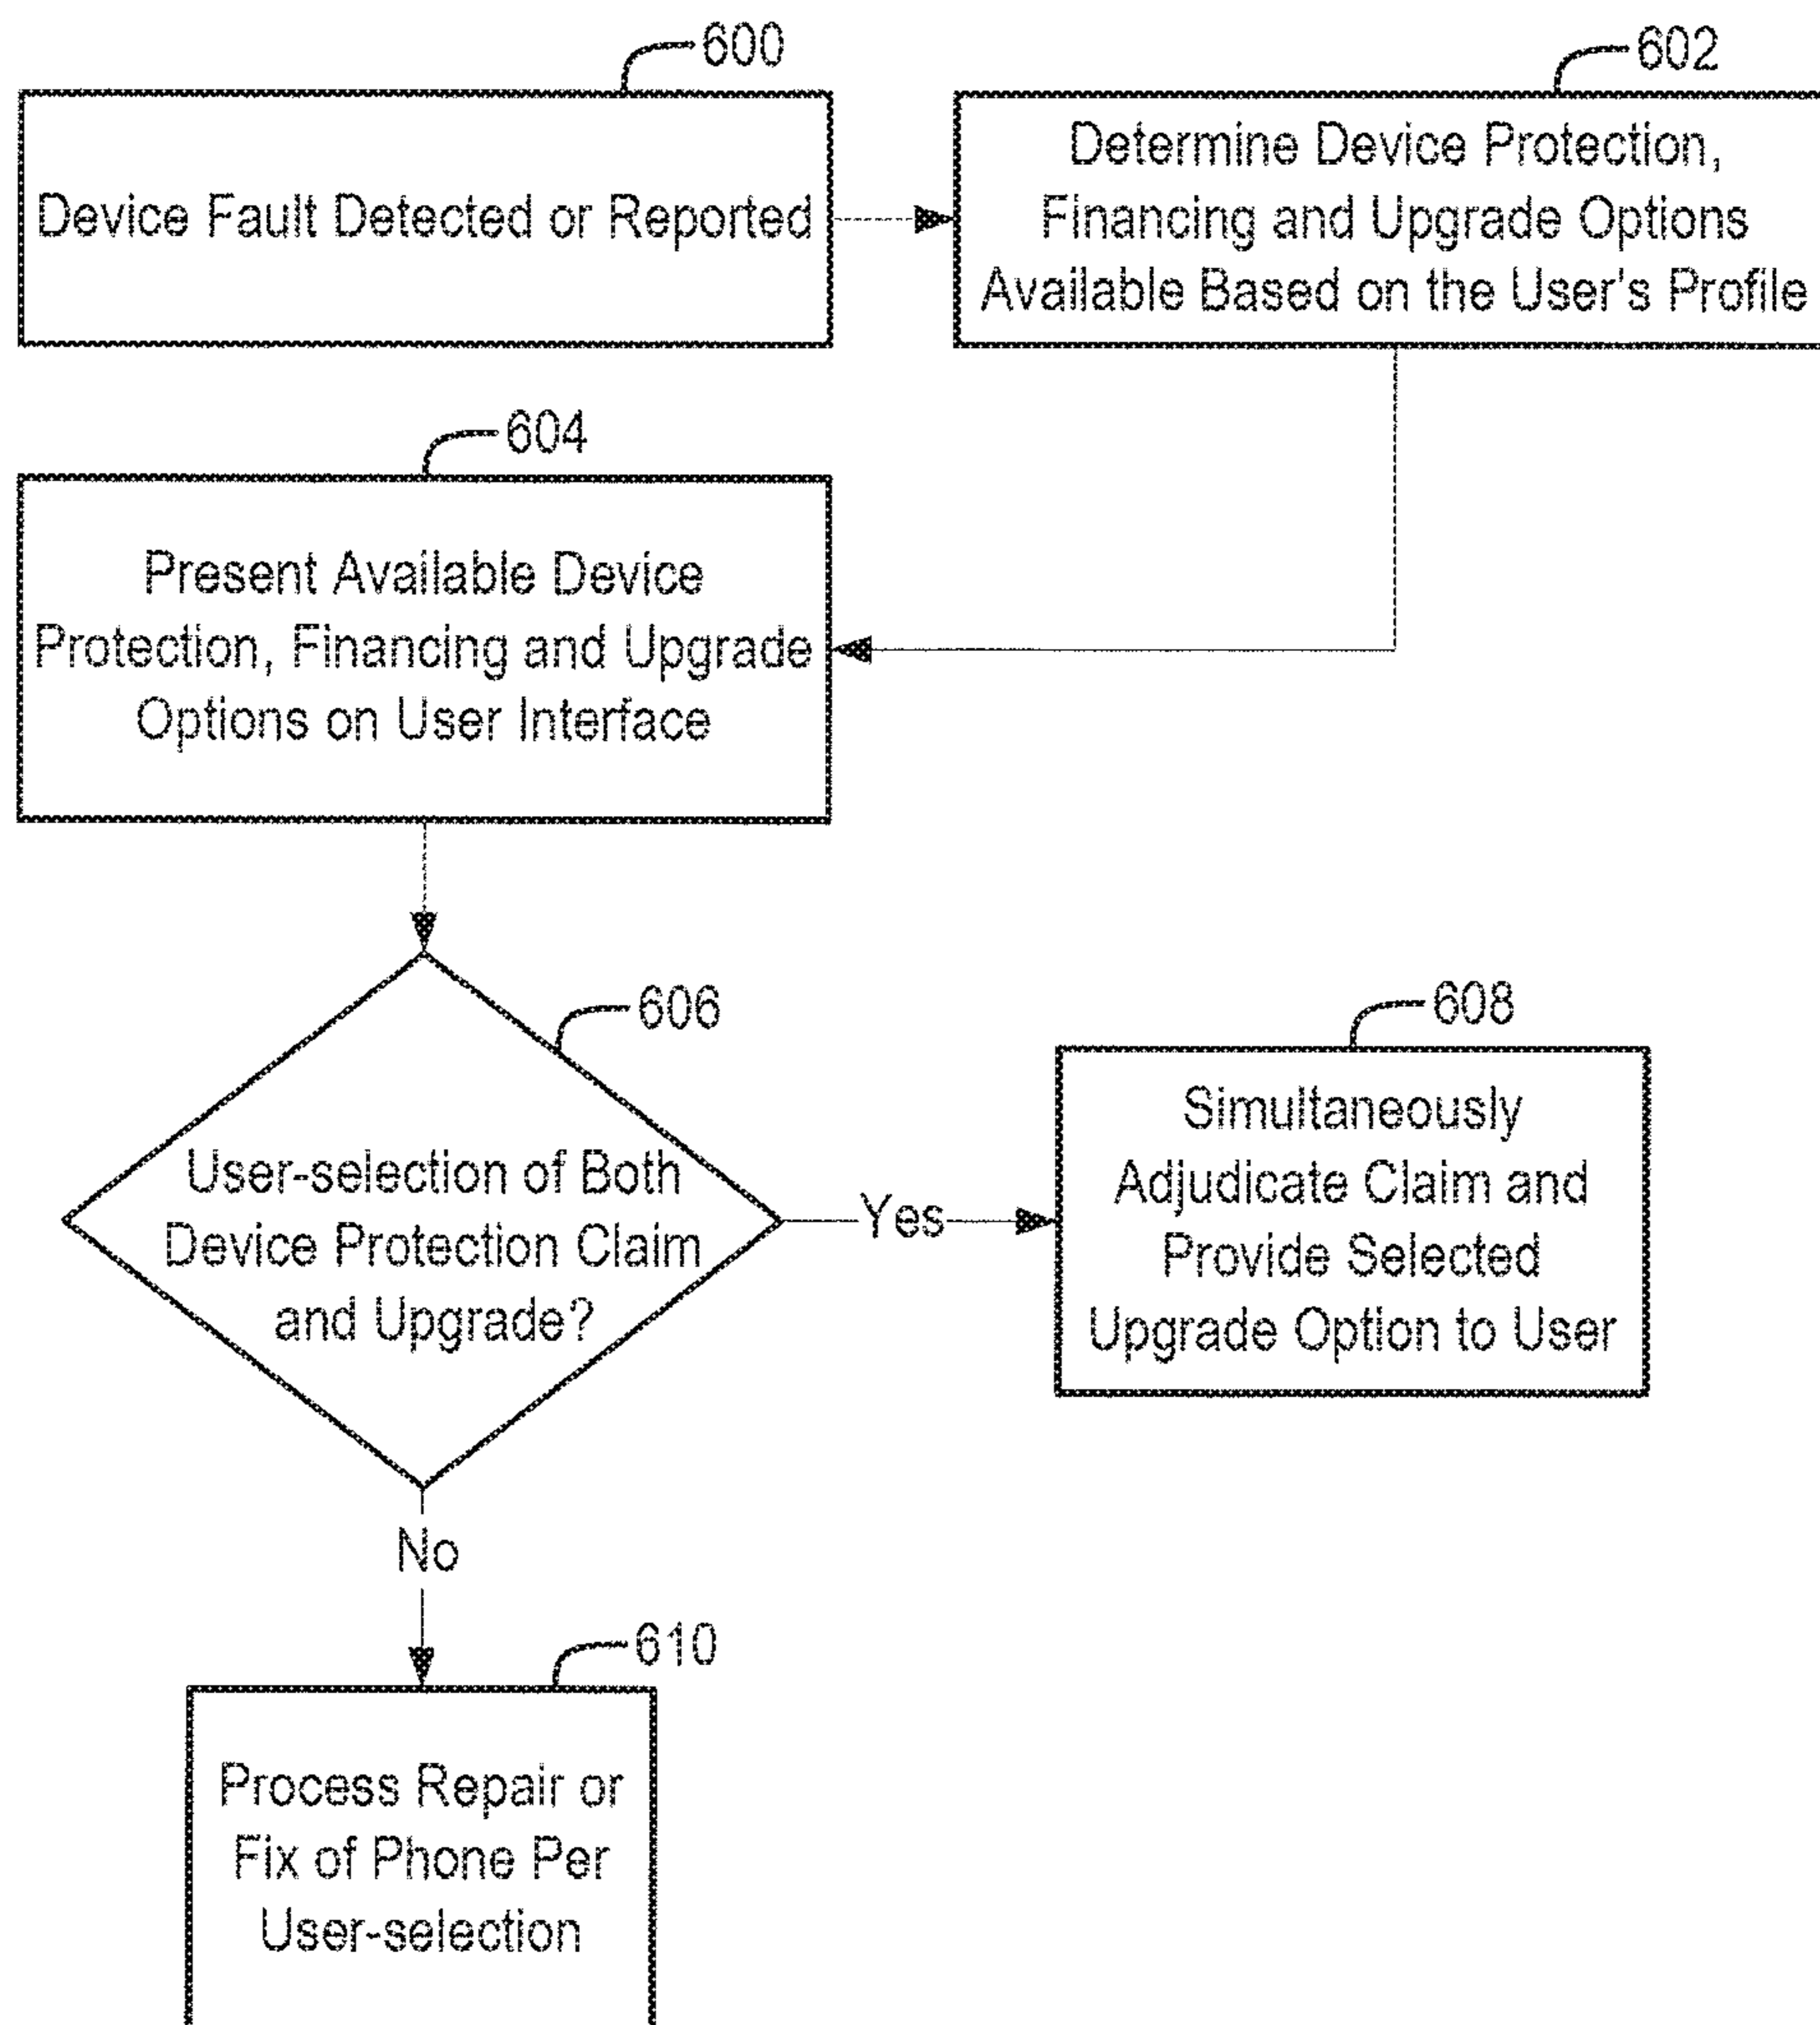 600
Device Fault Detected or Reported
602
Determine Device Protection,
Financing and Upgrade Options
Available Based on the User's Profile
604
Present Available Device
Protection, Financing and Upgrade
Options on User Interface
606
User-selection of Both
Device Protection Claim
and Upgrade?
Yes
608
Simultaneously
Adjudicate Claim and
Provide Selected
Upgrade Option to User
No
610
Process Repair or
Fix of Phone Per
User-selection